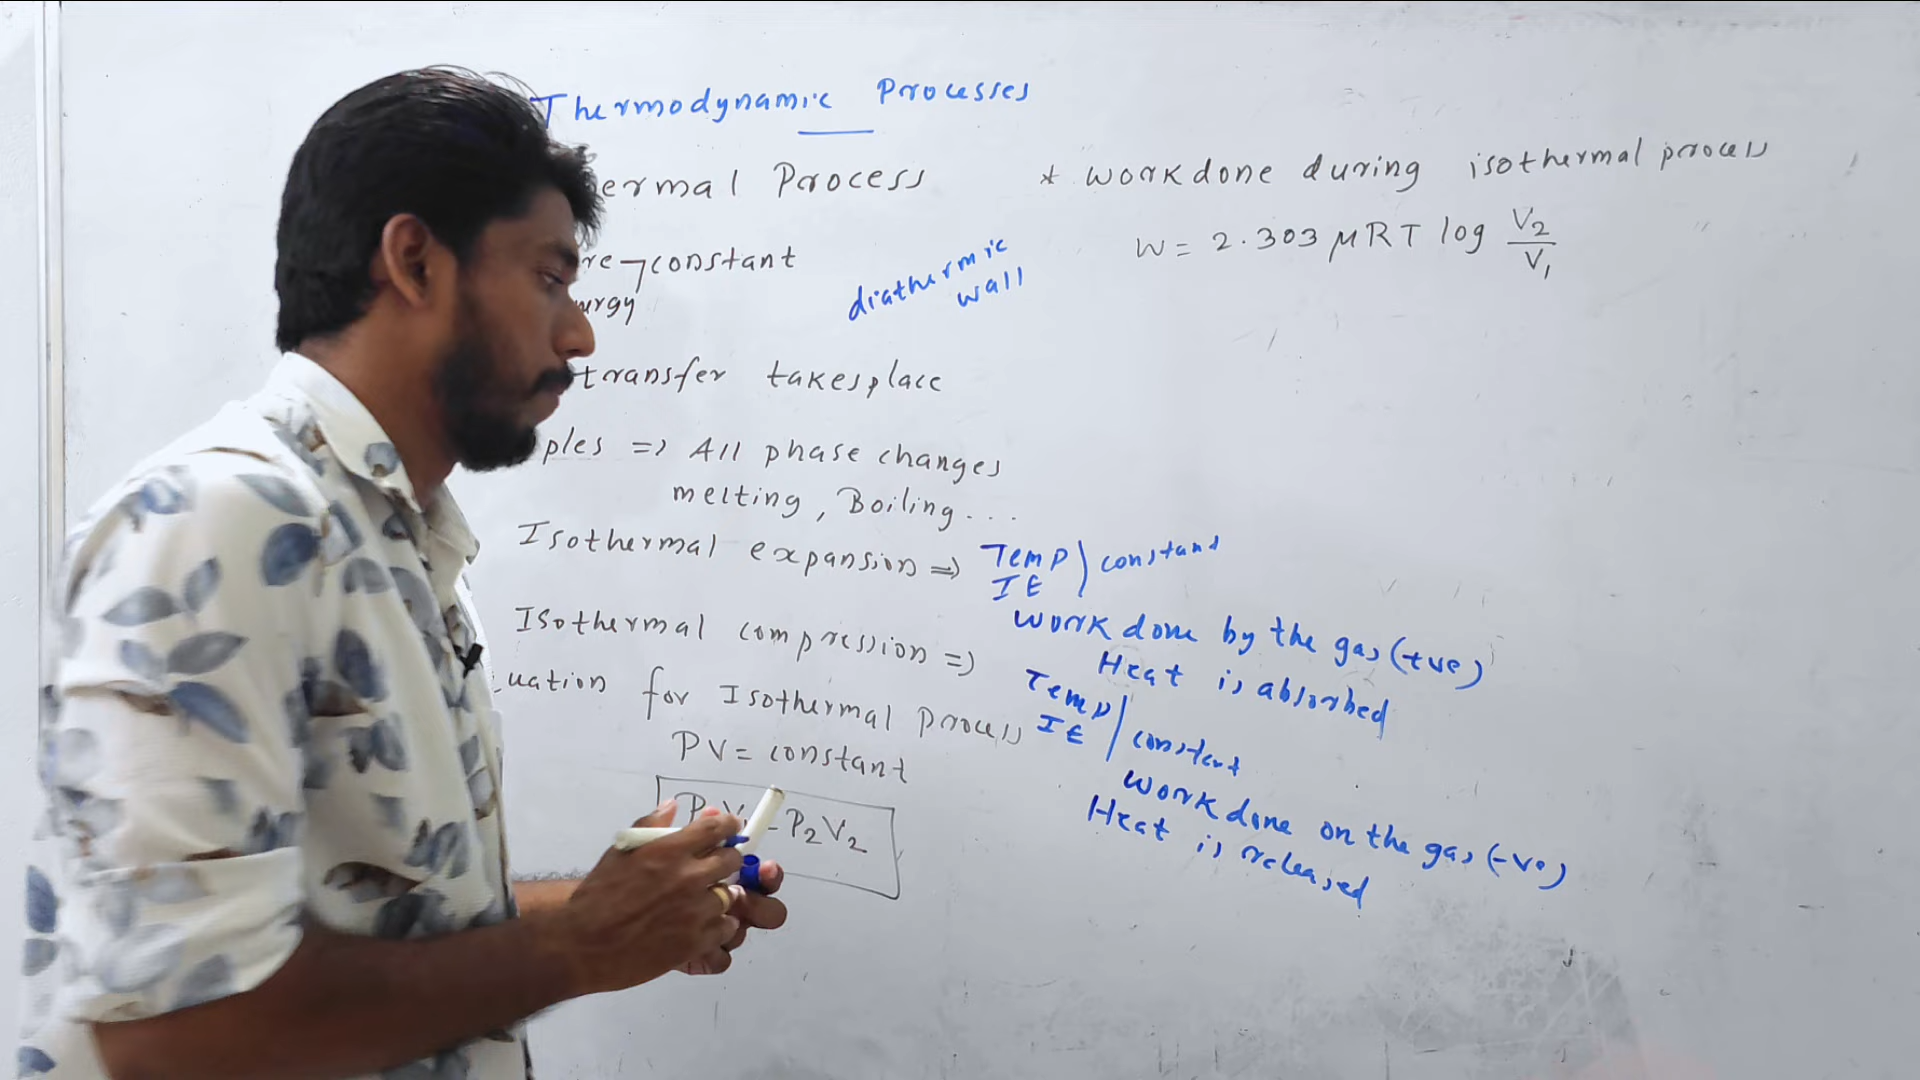 Thermodynamic Processes
ermal Process
re constant
ergy
transfer takesplace
ples => All phase changes
melting, Boiling...
Isothermal expansion => Temp constant
IE
work done by the gas (+ve)
Heat is absorbed
Isothermal compression =>
Temp constant
IE
work done on the gas (-ve)
Heat is released
uation for Isothermal process
PV = constant
P V = P2V2
diathermic
wall
* workdone during isothermal process
W = 2.303 μRT log V2/V1